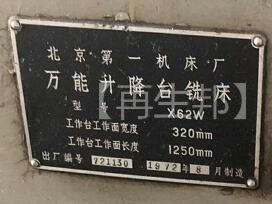 北京第一机床厂
万能升降台铣床
型号 X62W
工作台工作面宽度 320mm
工作台工作面长度 1250mm
出厂编号 721130 1972年8月制造
【再生邦】